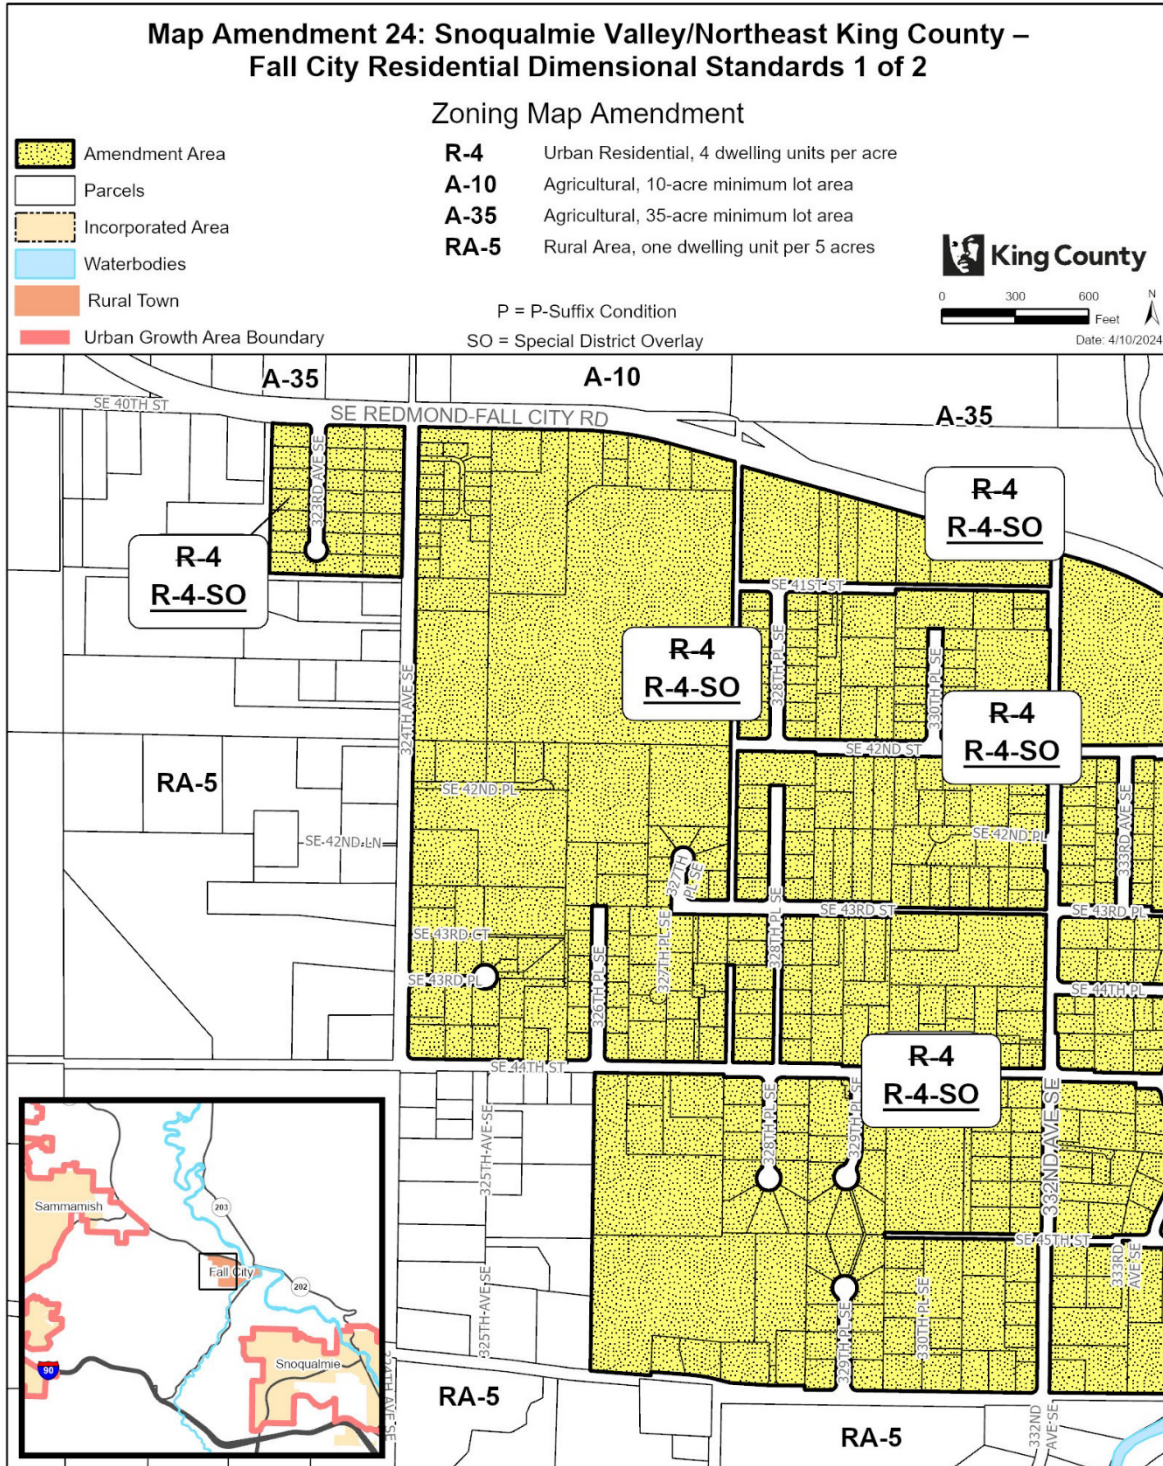 Map Amendment 24: Snoqualmie Valley/Northeast King County –
Fall City Residential Dimensional Standards 1 of 2
Zoning Map Amendment
Amendment Area
Parcels
Incorporated Area
Waterbodies
Rural Town
Urban Growth Area Boundary
R-4 Urban Residential, 4 dwelling units per acre
A-10 Agricultural, 10-acre minimum lot area
A-35 Agricultural, 35-acre minimum lot area
RA-5 Rural Area, one dwelling unit per 5 acres
P = P-Suffix Condition
SO = Special District Overlay
King County
0 300 600
Feet
N
Date: 4/10/2024
A-35
A-10
A-35
SE 40TH ST
SE REDMOND-FALL CITY RD
323RD AVE SE
R-4
R-4-SO
R-4
R-4-SO
SE 41ST ST
328TH PL SE
330TH PL SE
R-4
R-4-SO
R-4
R-4-SO
324TH AVE SE
SE 42ND ST
RA-5
SE 42ND PL
333RD AVE SE
SE 42ND LN
SE 42ND PL
327TH
PL SE
SE 43RD ST
SE 43RD PL
SE 43RD CT
327TH PL SE
328TH PL SE
SE 43RD PL
326TH PL SE
SE 44TH PL
R-4
R-4-SO
SE 44TH ST
325TH AVE SE
328TH PL SE
329TH PL SE
332ND AVE SE
SE 45TH ST
333RD
AVE SE
325TH AVE SE
329TH PL SE
330TH PL SE
Sammamish
203
Fall City
202
Snoqualmie
90
324TH AVE SE
RA-5
RA-5
332ND
AVE SE